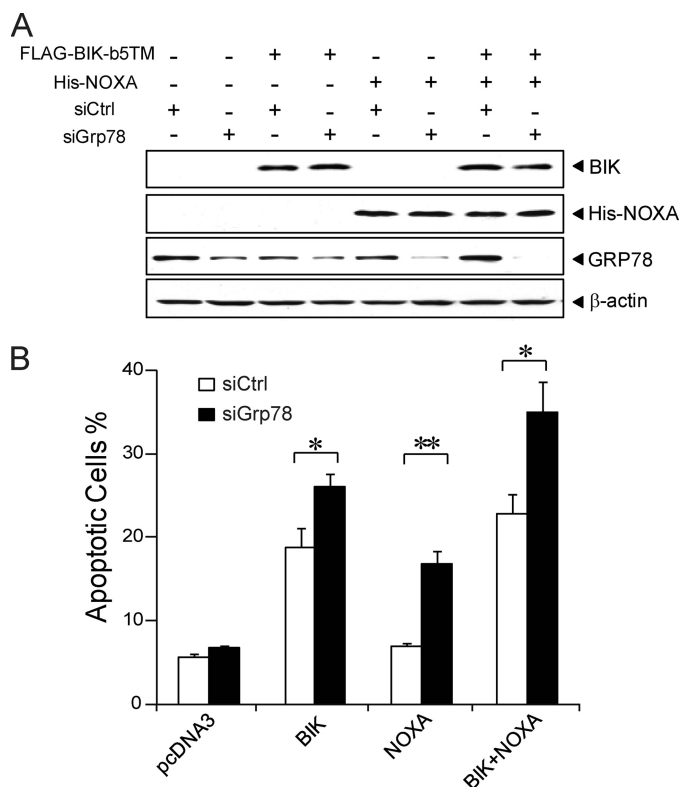 A
FLAG-BIK-b5TM - - + + - - + +
His-NOXA - - - - + + + +
siCtrl + - + - + - + -
siGrp78 - + - + - + - +
BIK
His-NOXA
GRP78
β-actin
B
Apoptotic Cells %
40
30
20
10
0
siCtrl
siGrp78
*
**
*
pcDNA3
BIK
NOXA
BIK+NOXA